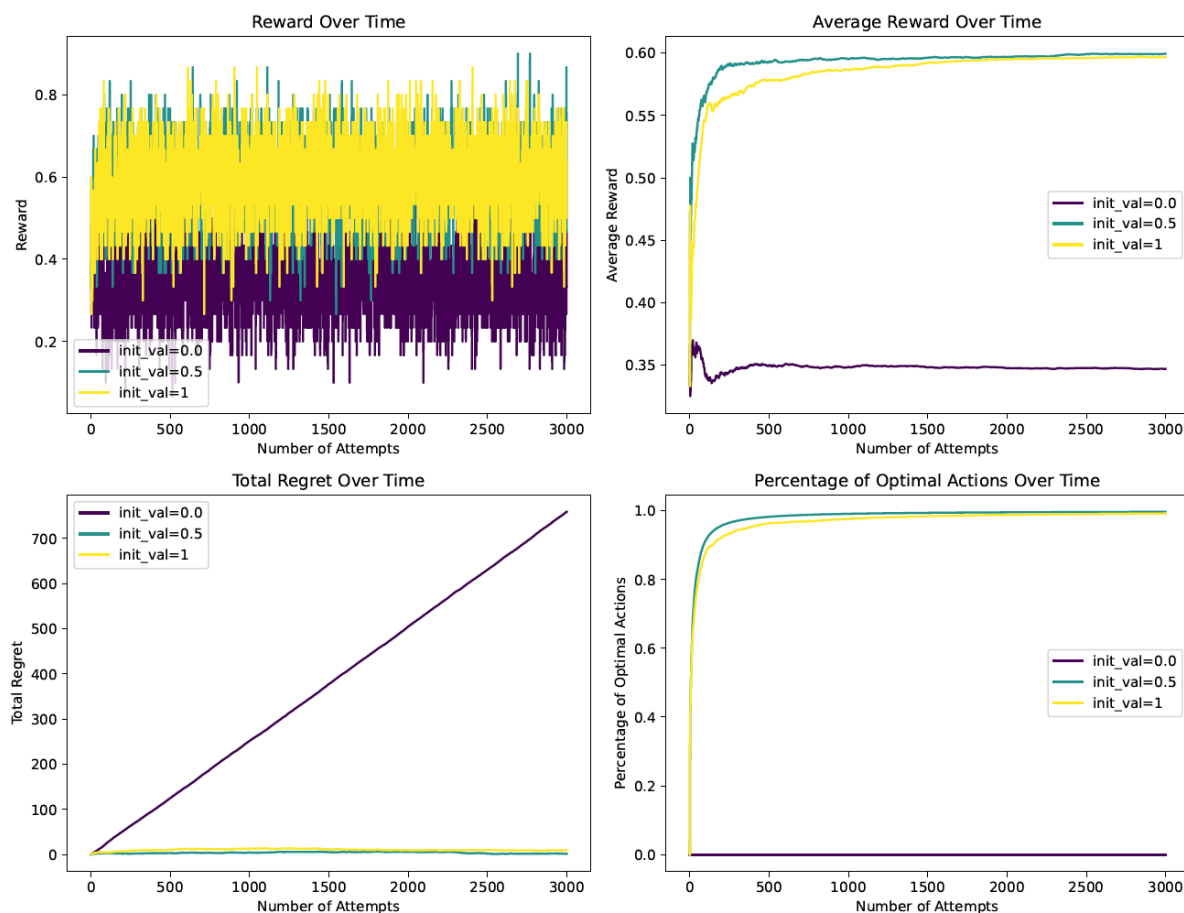 Reward Over Time
Reward
0.8
0.6
0.4
0.2
init_val=0.0
init_val=0.5
init_val=1
0
500
1000
1500
2000
2500
3000
Number of Attempts
Average Reward Over Time
Average Reward
0.60
0.55
0.50
0.45
0.40
0.35
init_val=0.0
init_val=0.5
init_val=1
0
500
1000
1500
2000
2500
3000
Number of Attempts
Total Regret Over Time
Total Regret
700
600
500
400
300
200
100
0
init_val=0.0
init_val=0.5
init_val=1
0
500
1000
1500
2000
2500
3000
Number of Attempts
Percentage of Optimal Actions Over Time
Percentage of Optimal Actions
1.0
0.8
0.6
0.4
0.2
0.0
init_val=0.0
init_val=0.5
init_val=1
0
500
1000
1500
2000
2500
3000
Number of Attempts